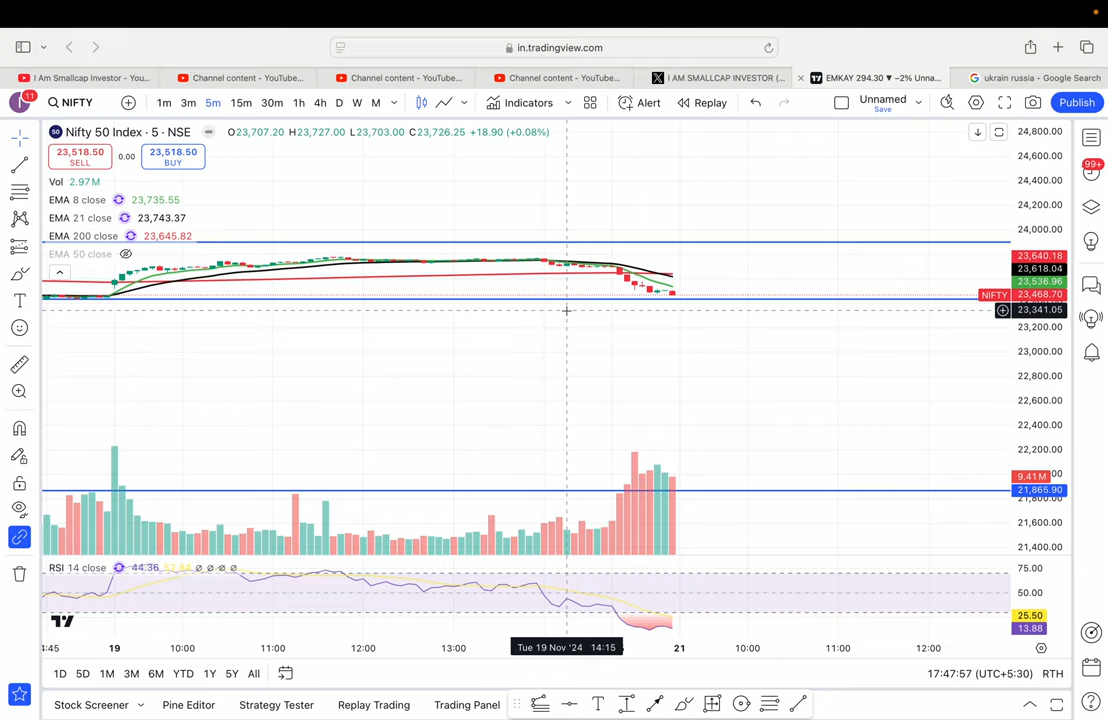 in.tradingview.com
I Am Smallcap Investor - You...
Channel content - YouTube...
Channel content - YouTube...
Channel content - YouTube...
I AM SMALLCAP INVESTOR (...
EMKAY 294.30 ▼ −2% Unna...
ukrain russia - Google Search
11 NIFTY 1m 3m 5m 15m 30m 1h 4h D W M Indicators Alert Replay Unnamed Save Publish
50 Nifty 50 Index · 5 · NSE O23,707.20 H23,727.00 L23,703.00 C23,726.25 +18.90 (+0.08%)
23,518.50 SELL 0.00 23,518.50 BUY
Vol 2.97M
EMA 8 close 23,735.55
EMA 21 close 23,743.37
EMA 200 close 23,645.82
EMA 50 close
24,800.00
24,600.00
24,400.00
24,200.00
24,000.00
23,640.18
23,618.04
23,536.96
NIFTY 23,468.70
23,341.05
23,200.00
23,000.00
22,800.00
22,600.00
22,400.00
22,200.00
9.41M
21,865.90
21,600.00
21,400.00
99+
RSI 14 close 44.36 52.84 ∅ ∅ ∅ ∅
75.00
50.00
25.50
13.88
:45 19 10:00 11:00 12:00 13:00 Tue 19 Nov '24 14:15 21 10:00 11:00 12:00
1D 5D 1M 3M 6M YTD 1Y 5Y All 17:47:57 (UTC+5:30) RTH
Stock Screener Pine Editor Strategy Tester Replay Trading Trading Panel